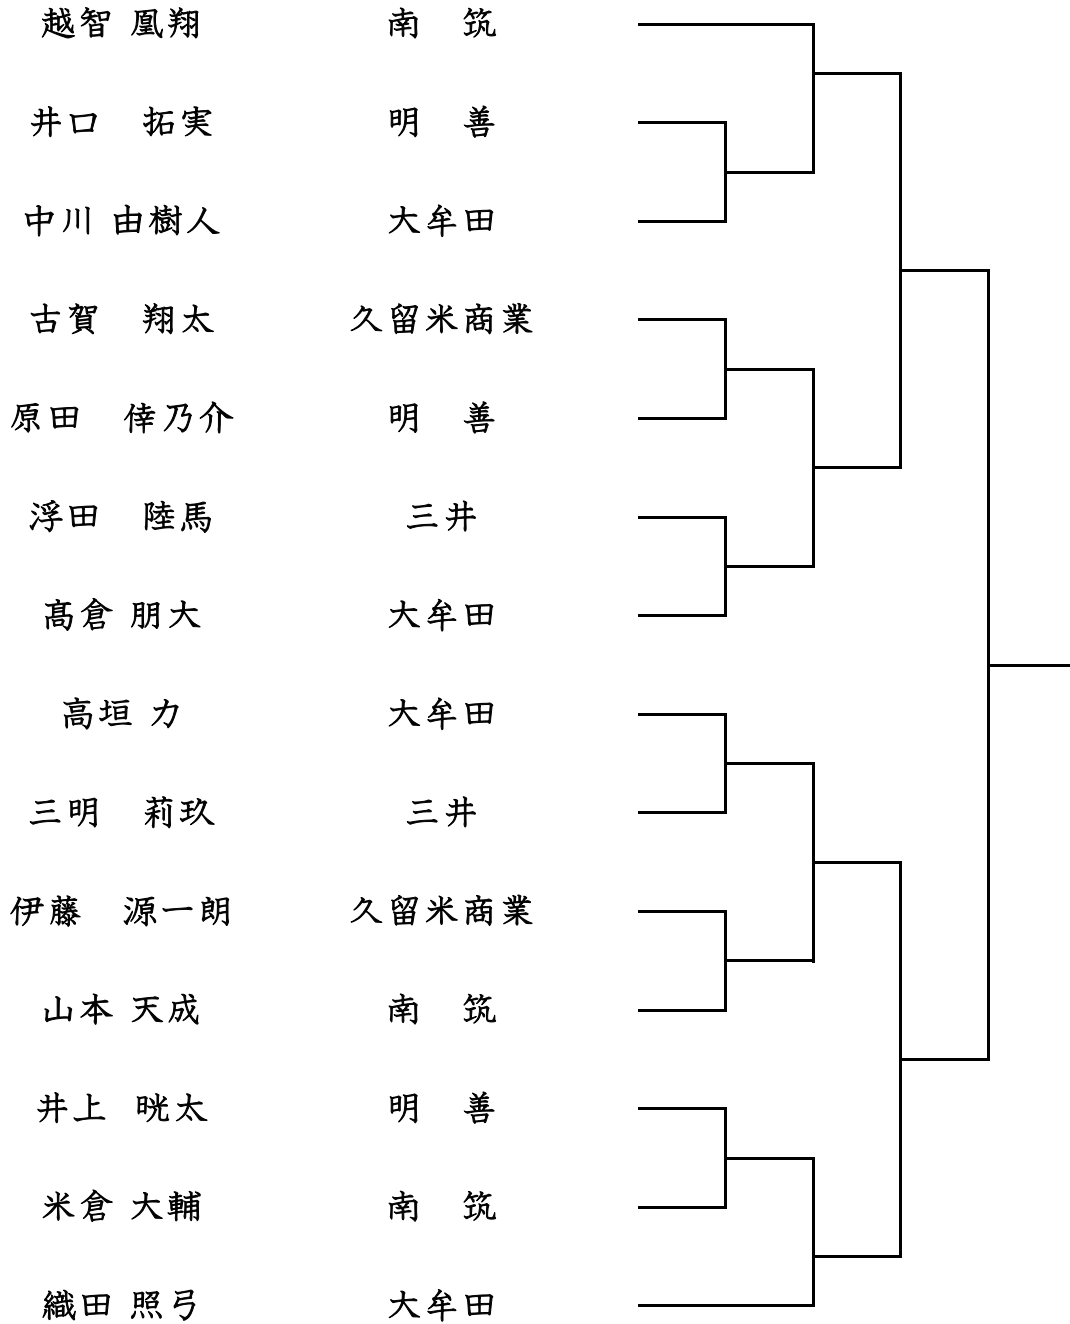 越智 凰翔 南 筑
井口 拓実 明 善
中川 由樹人 大牟田
古賀 翔太 久留米商業
原田 倖乃介 明 善
浮田 陸馬 三井
髙倉 朋大 大牟田
高垣 力 大牟田
三明 莉玖 三井
伊藤 源一朗 久留米商業
山本 天成 南 筑
井上 晄太 明 善
米倉 大輔 南 筑
織田 照弓 大牟田